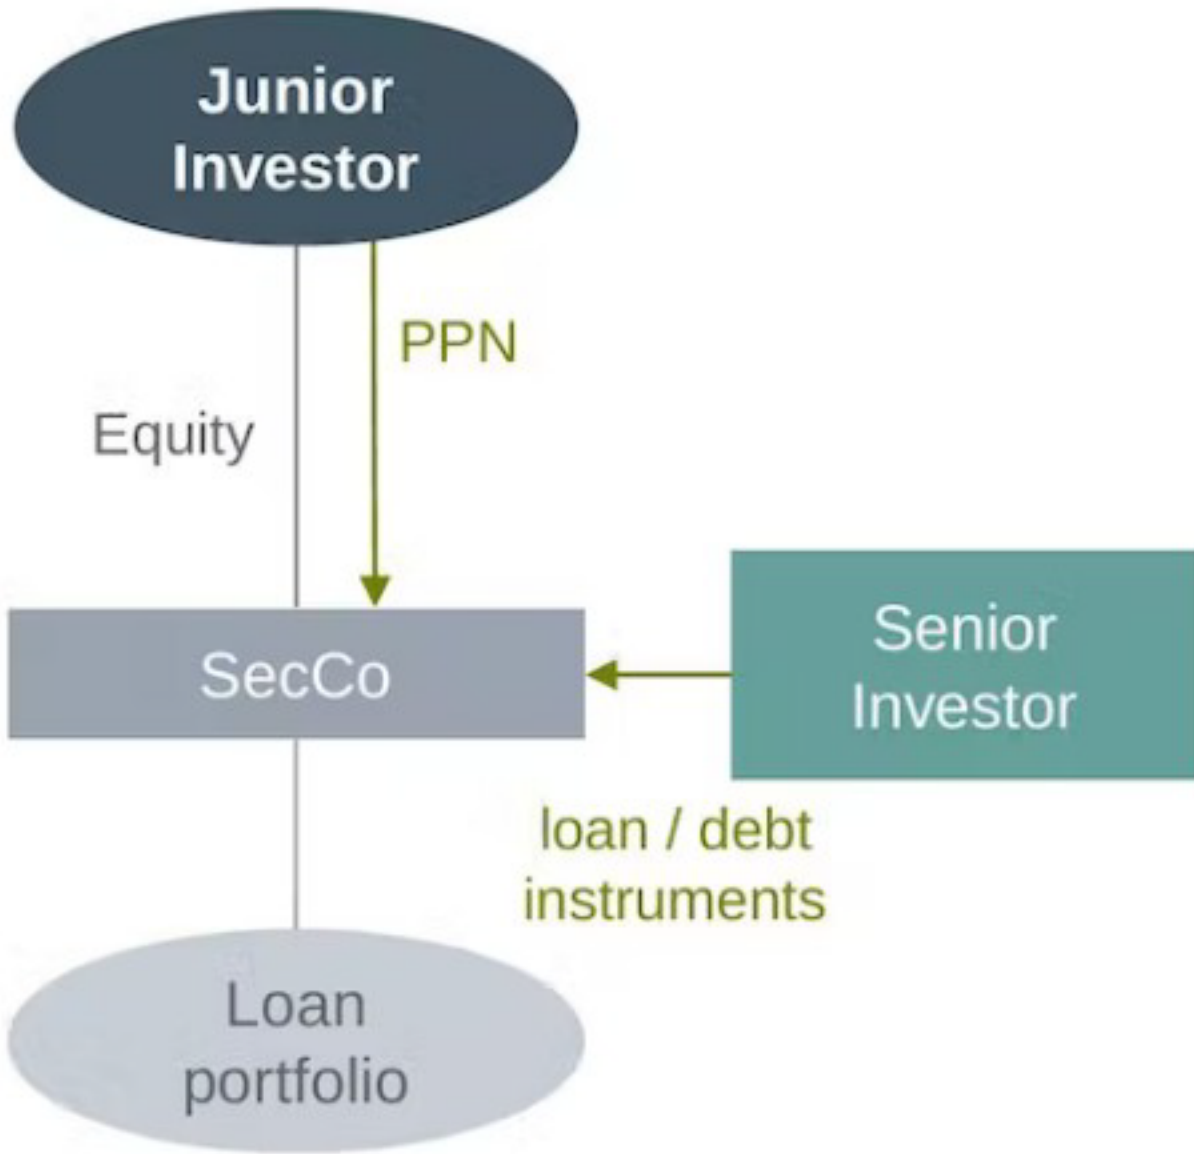 Junior
Investor
PPN
Equity
SecCo
Senior
Investor
loan / debt
instruments
Loan
portfolio